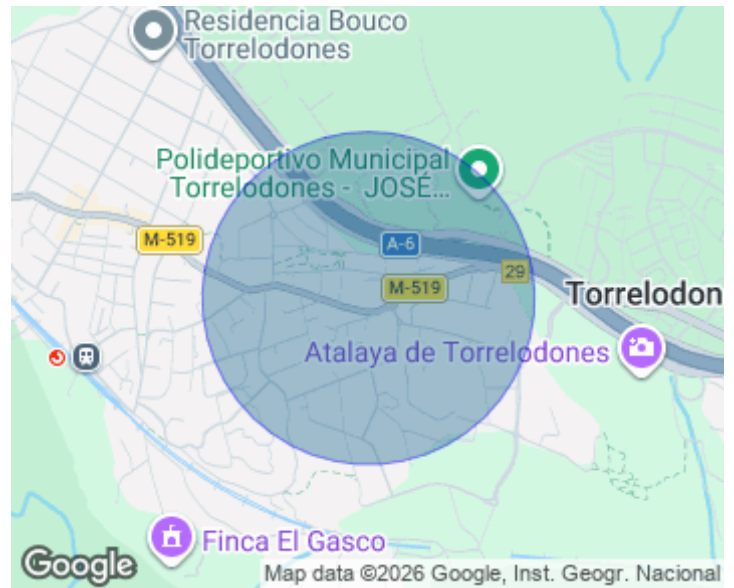 Residencia Bouco
Torrelodones
Polideportivo Municipal
Torrelodones - JOSÉ...
M-519
A-6
29
M-519
Torrelodon
Atalaya de Torrelodones
Finca El Gasco
Google
Map data ©2026 Google, Inst. Geogr. Nacional